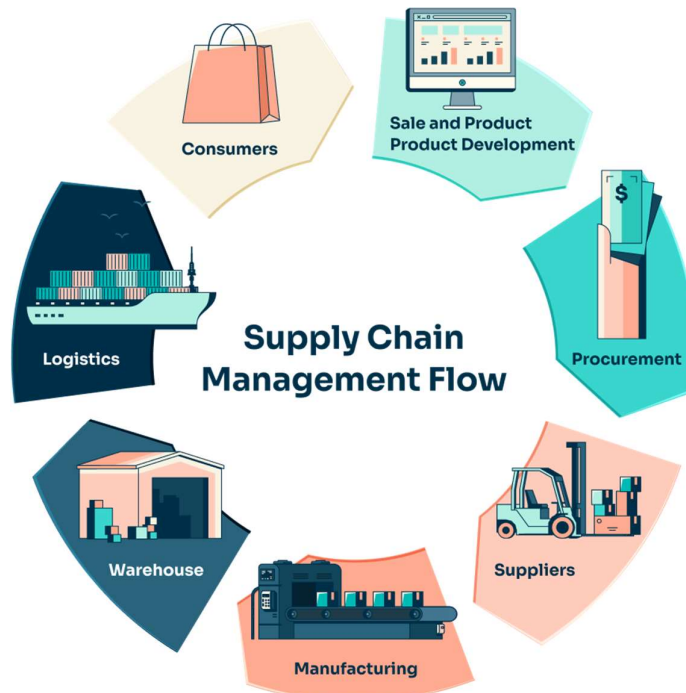 Consumers
Sale and Product
Product Development
$
Procurement
Logistics
Supply Chain
Management Flow
Warehouse
Suppliers
Manufacturing